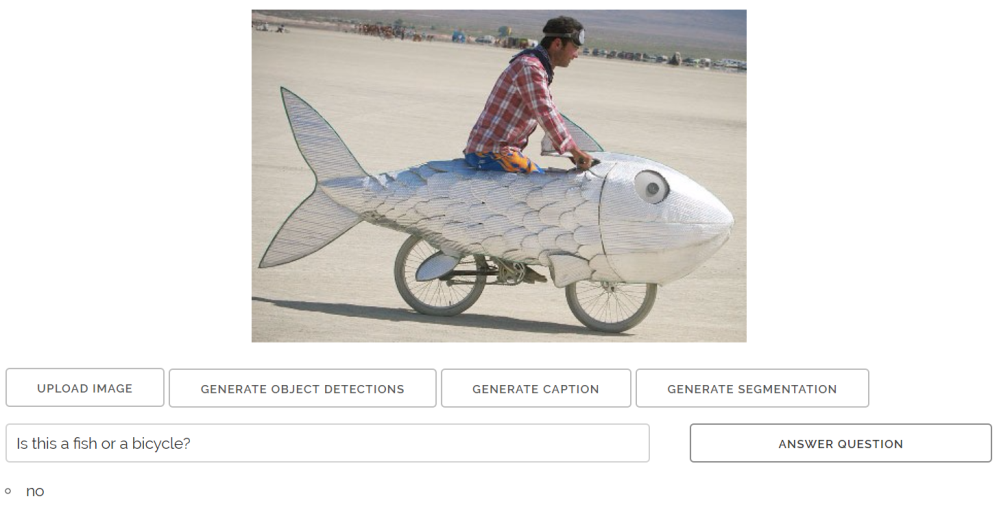 UPLOAD IMAGE
GENERATE OBJECT DETECTIONS
GENERATE CAPTION
GENERATE SEGMENTATION
Is this a fish or a bicycle?
ANSWER QUESTION
no